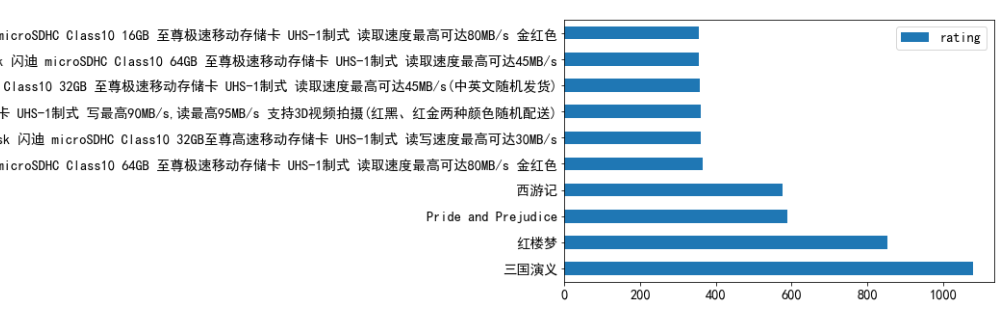 microSDHC Class10 16GB 至尊极速移动存储卡 UHS-1制式 读取速度最高可达80MB/s 金红色
闪迪 microSDHC Class10 64GB 至尊极速移动存储卡 UHS-1制式 读取速度最高可达45MB/s
Class10 32GB 至尊极速移动存储卡 UHS-1制式 读取速度最高可达45MB/s(中英文随机发货)
卡 UHS-1制式 写最高90MB/s,读最高95MB/s 支持3D视频拍摄(红黑、红金两种颜色随机配送)
sk 闪迪 microSDHC Class10 32GB至尊高速移动存储卡 UHS-1制式 读写速度最高可达30MB/s
microSDHC Class10 64GB 至尊极速移动存储卡 UHS-1制式 读取速度最高可达80MB/s 金红色
西游记
Pride and Prejudice
红楼梦
三国演义
rating
0 200 400 600 800 1000